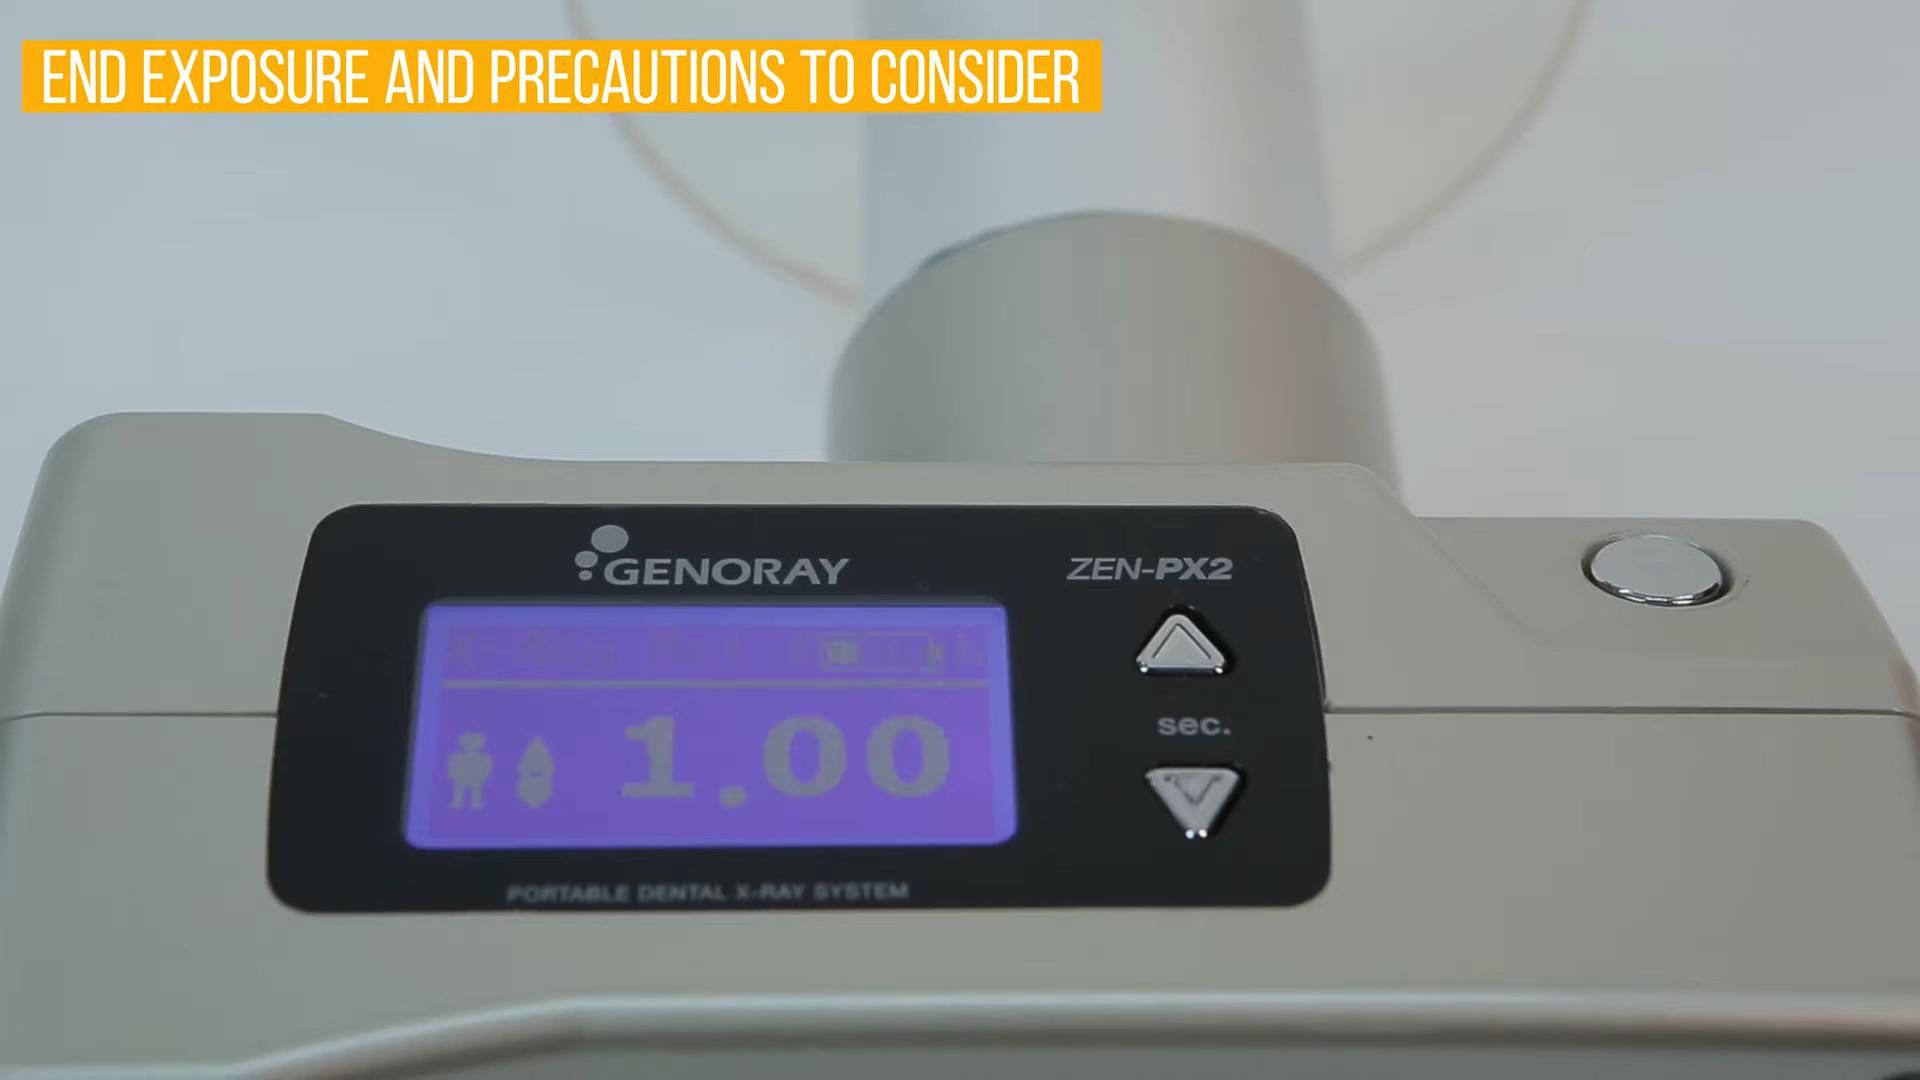 END EXPOSURE AND PRECAUTIONS TO CONSIDER
GENORAY
ZEN-PX2
1.00
sec.
PORTABLE DENTAL X-RAY SYSTEM